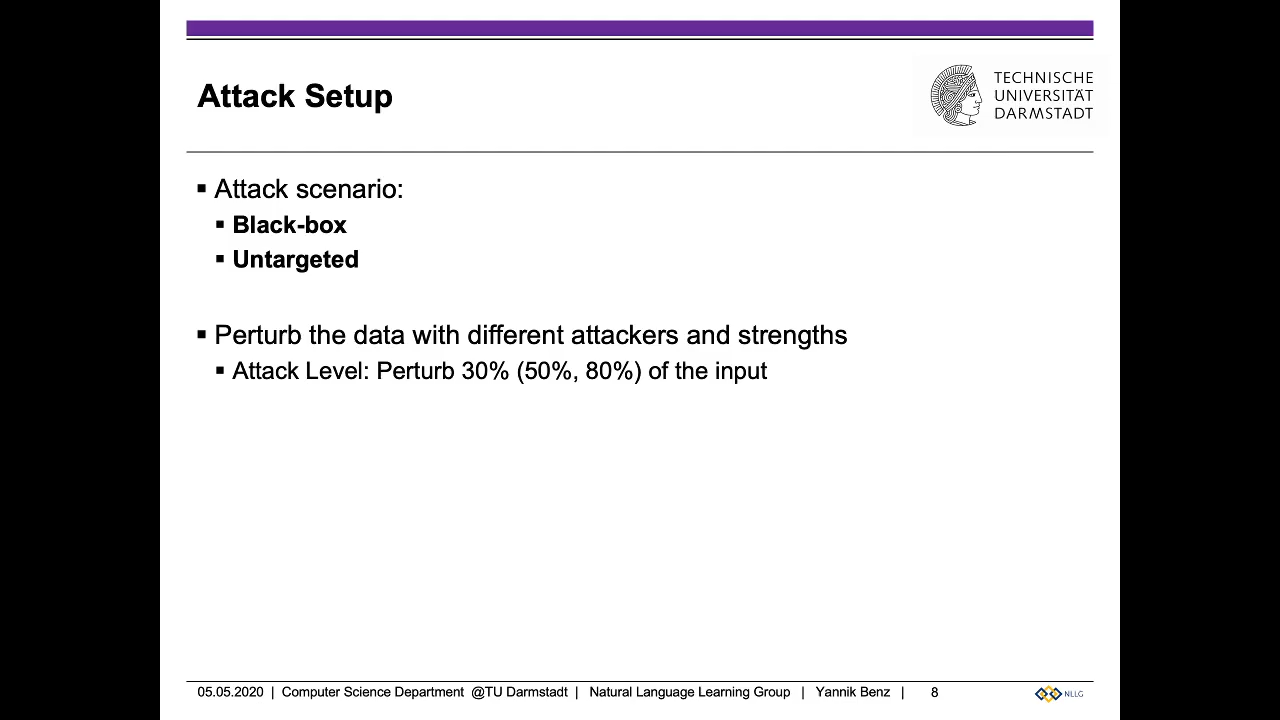 Attack Setup
TECHNISCHE
UNIVERSITÄT
DARMSTADT
▪ Attack scenario:
▪ Black-box
▪ Untargeted
▪ Perturb the data with different attackers and strengths
▪ Attack Level: Perturb 30% (50%, 80%) of the input
05.05.2020 | Computer Science Department @TU Darmstadt | Natural Language Learning Group | Yannik Benz | 8
NLLG